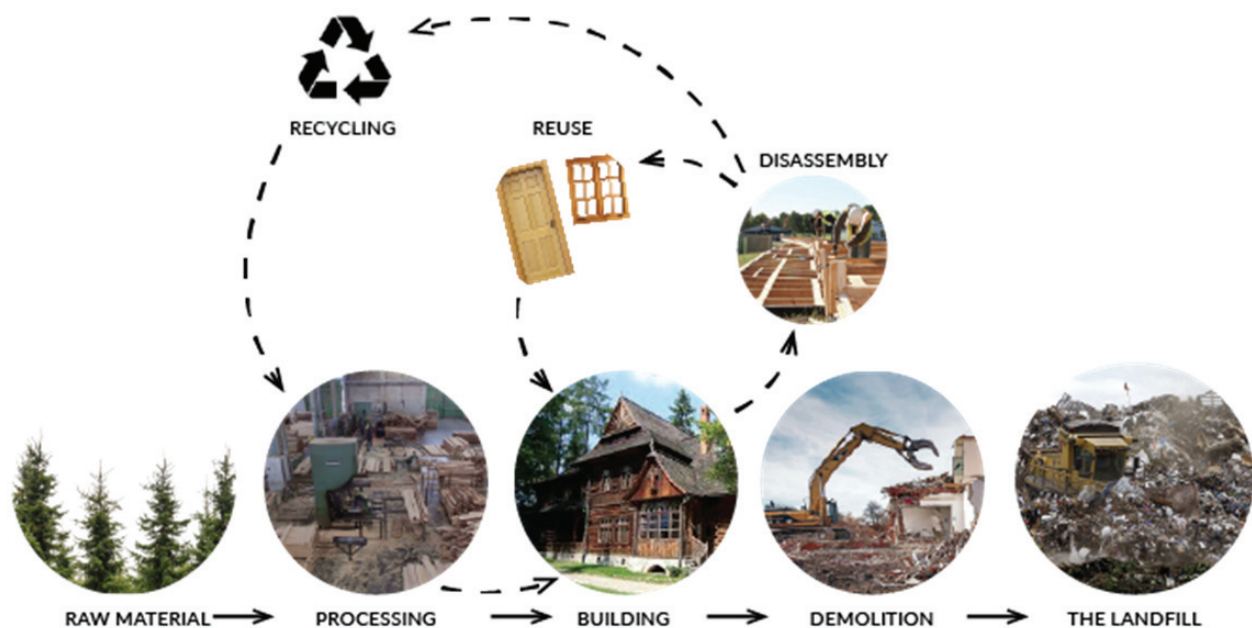 RECYCLING
REUSE
DISASSEMBLY
RAW MATERIAL
PROCESSING
BUILDING
DEMOLITION
THE LANDFILL